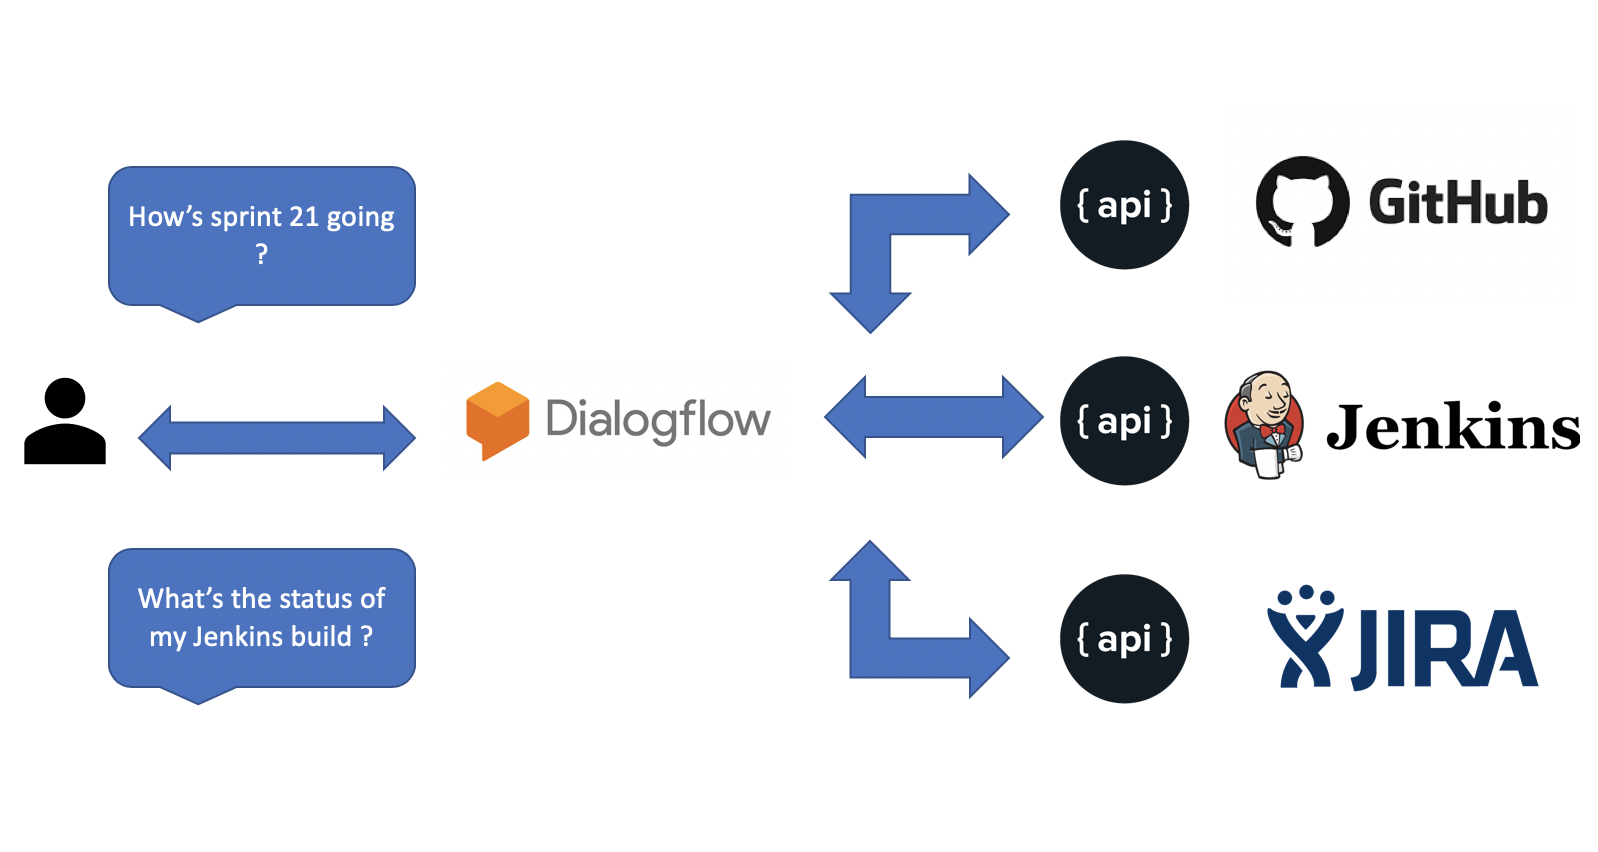 How’s sprint 21 going
?
{ api }
GitHub
Dialogflow
{ api }
Jenkins
What’s the status of
my Jenkins build ?
{ api }
JIRA